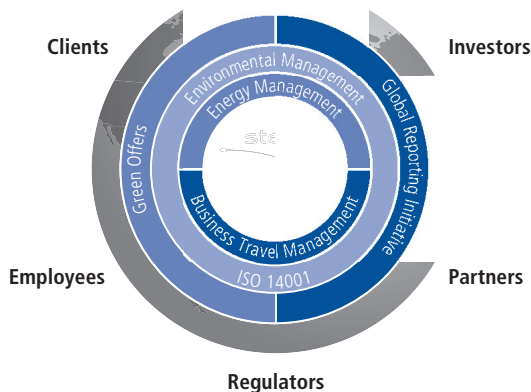 Clients
Investors
Environmental Management
Energy Management
Green Offers
Global Reporting Initiative
Business Travel Management
ISO 14001
Employees
Partners
Regulators